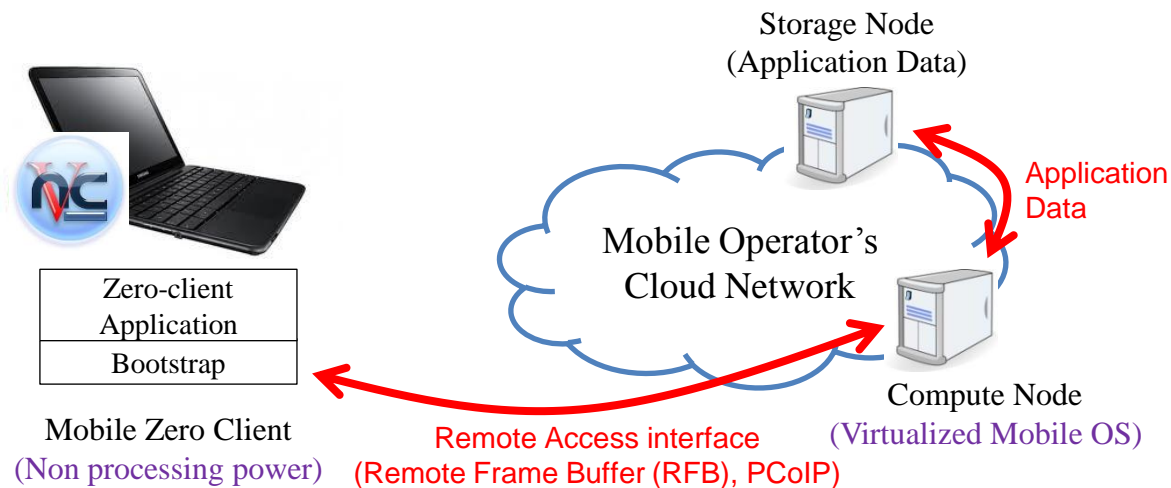 Storage Node
(Application Data)
VNC
Application
Data
Mobile Operator’s
Cloud Network
Zero-client
Application
Bootstrap
Compute Node
(Virtualized Mobile OS)
Mobile Zero Client
(Non processing power)
Remote Access interface
(Remote Frame Buffer (RFB), PCoIP)